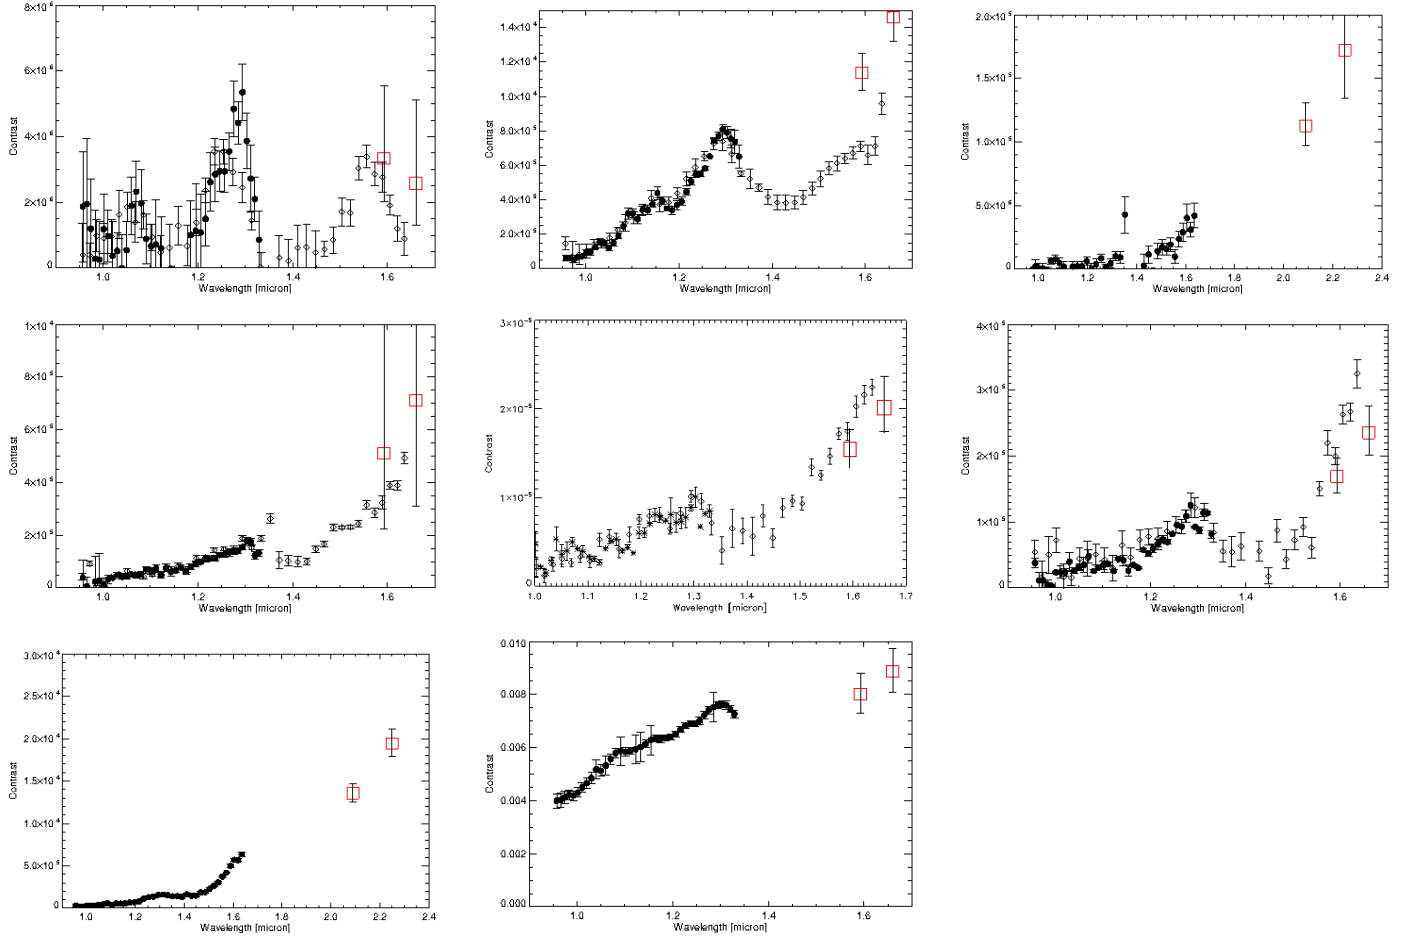 8×10 6
6×10 6
4×10 6
2×10 6
0
Contrast
1.0 1.2 1.4 1.6
Wavelength [micron]
1.4×10 4
1.2×10 4
1.0×10 4
8.0×10 5
6.0×10 5
4.0×10 5
2.0×10 5
0
Contrast
1.0 1.2 1.4 1.6
Wavelength [micron]
2.0×10 5
1.5×10 5
1.0×10 5
5.0×10 6
0
Contrast
1.0 1.2 1.4 1.6 1.8 2.0 2.2 2.4
Wavelength [micron]
1×10 4
8×10 5
6×10 5
4×10 5
2×10 5
0
Contrast
1.0 1.2 1.4 1.6
Wavelength [micron]
3×10−5
2×10−5
1×10−5
0
Contrast
1.0 1.1 1.2 1.3 1.4 1.5 1.6 1.7
Wavelength [micron]
4×10 5
3×10 5
2×10 5
1×10 5
0
Contrast
1.0 1.2 1.4 1.6
Wavelength [micron]
3.0×10 4
2.5×10 4
2.0×10 4
1.5×10 4
1.0×10 4
5.0×10 5
0
Contrast
1.0 1.2 1.4 1.6 1.8 2.0 2.2 2.4
Wavelength [micron]
0.010
0.008
0.006
0.004
0.002
0.000
Contrast
1.0 1.2 1.4 1.6
Wavelength [micron]